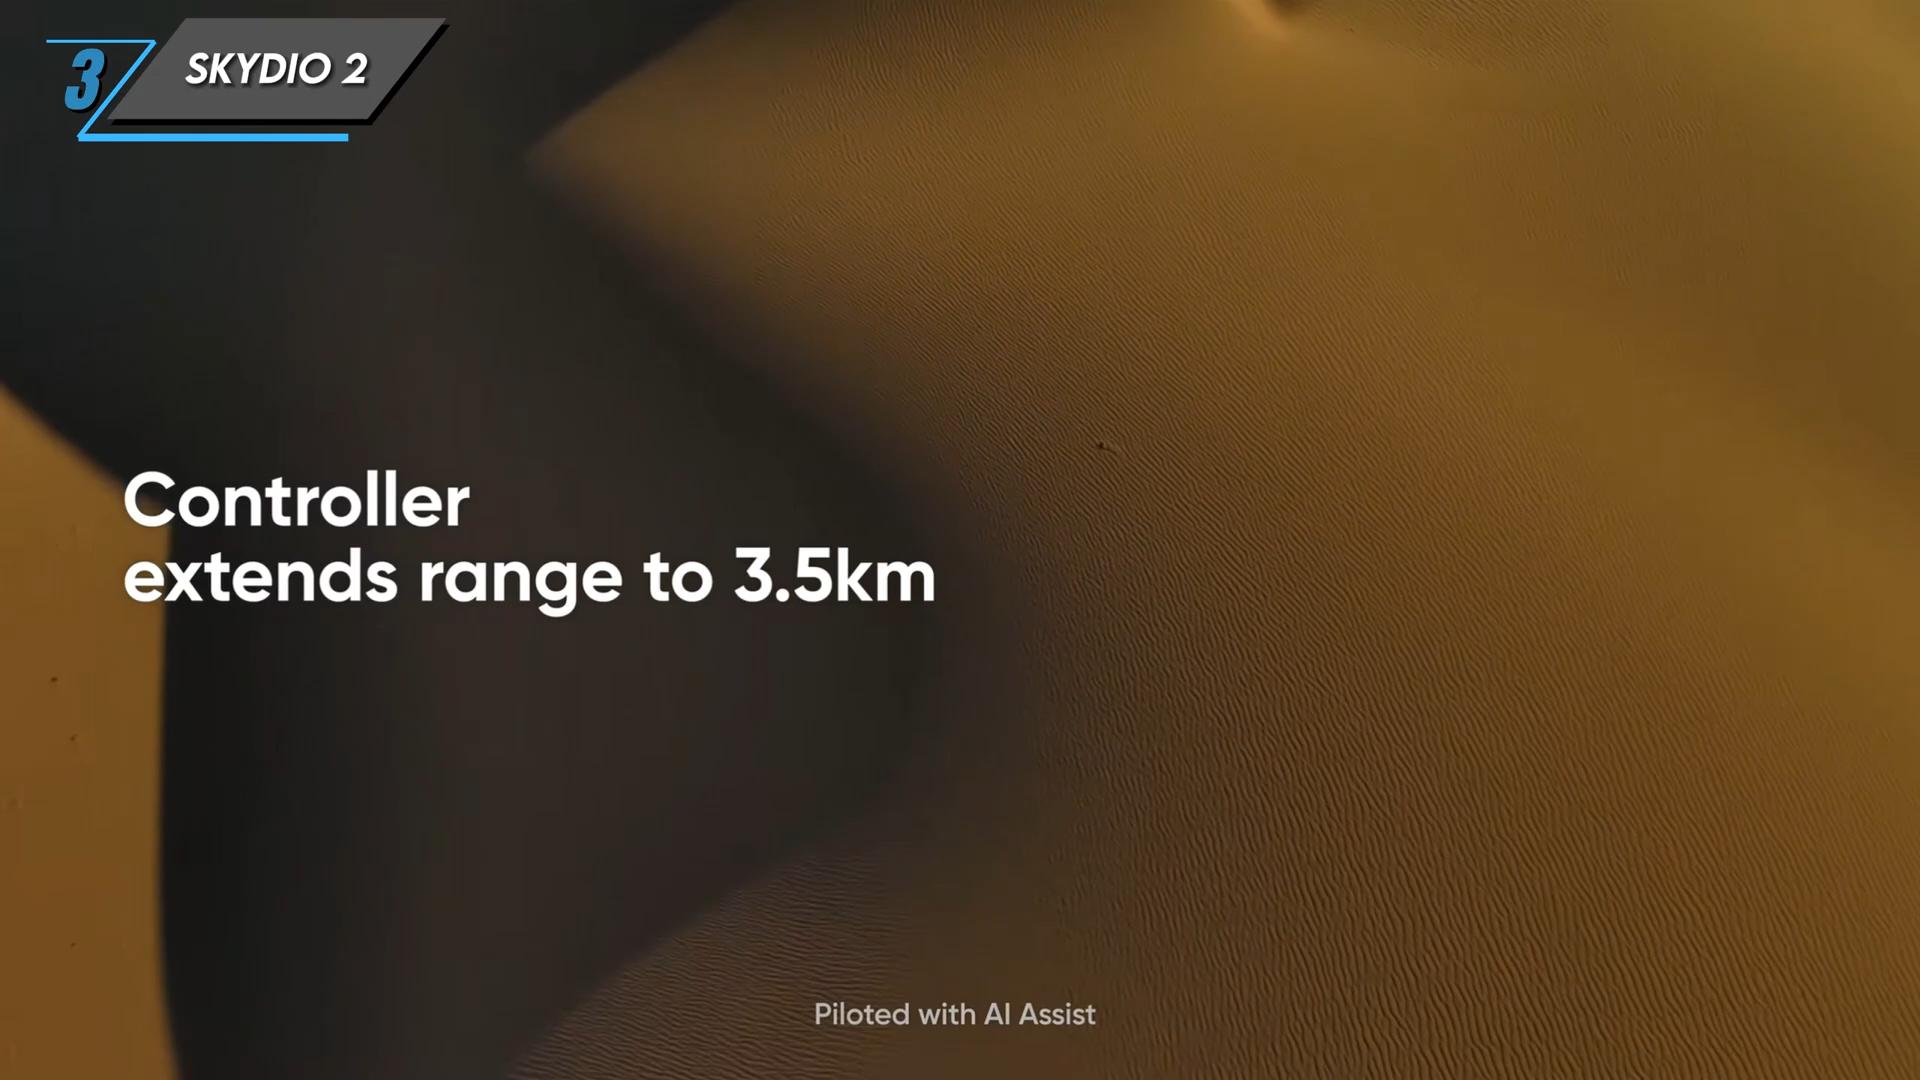 3
SKYDIO 2
Controller
extends range to 3.5km
Piloted with AI Assist